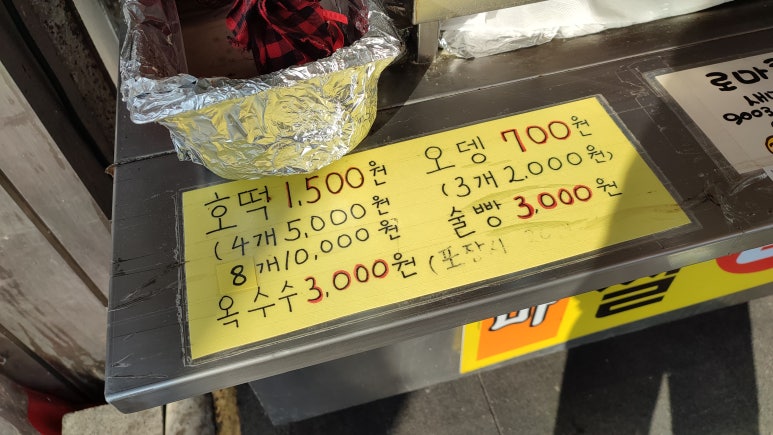 호떡 1,500원
(4개 5,000원
8개 10,000원
옥수수 3,000원
오뎅 700원
(3개 2,000원)
술빵 3,000원
(포장시
로마